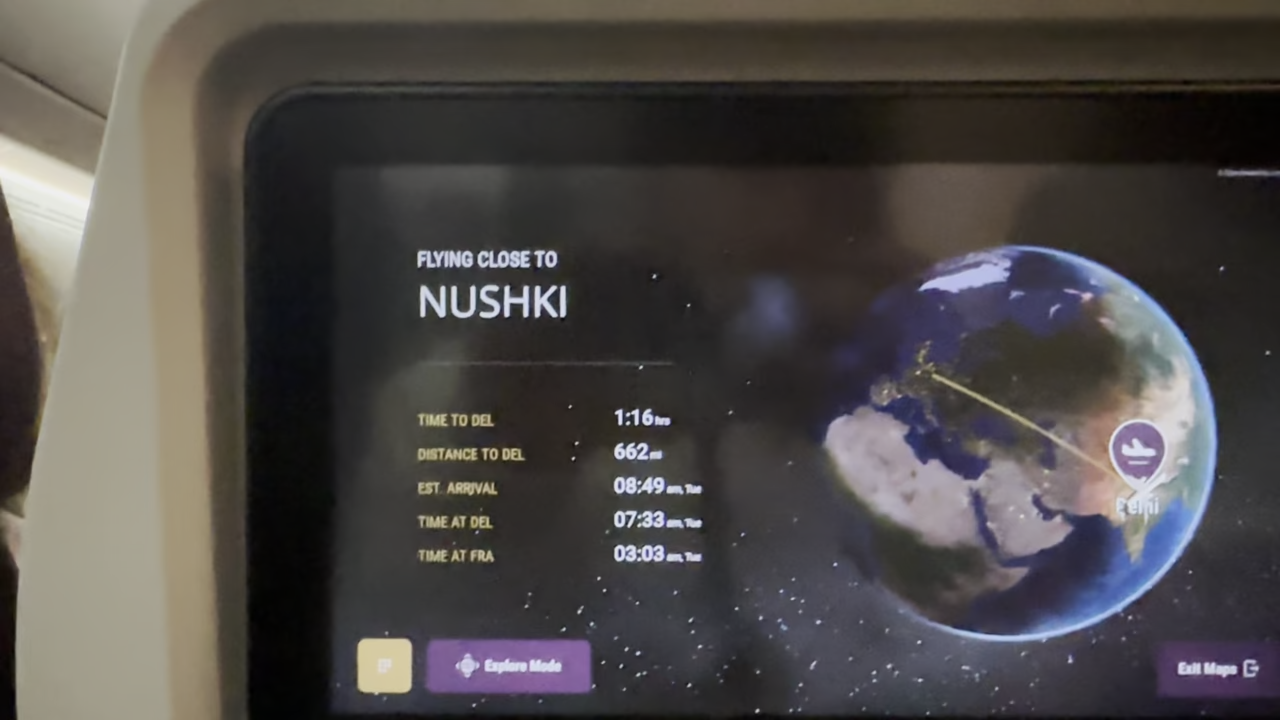 FLYING CLOSE TO
NUSHKI
TIME TO DEL 1:16 hrs
DISTANCE TO DEL 662 mi
EST. ARRIVAL 08:49 am, Tue
TIME AT DEL 07:33 am, Tue
TIME AT FRA 03:03 am, Tue
Delhi
Explore Mode
Exit Maps